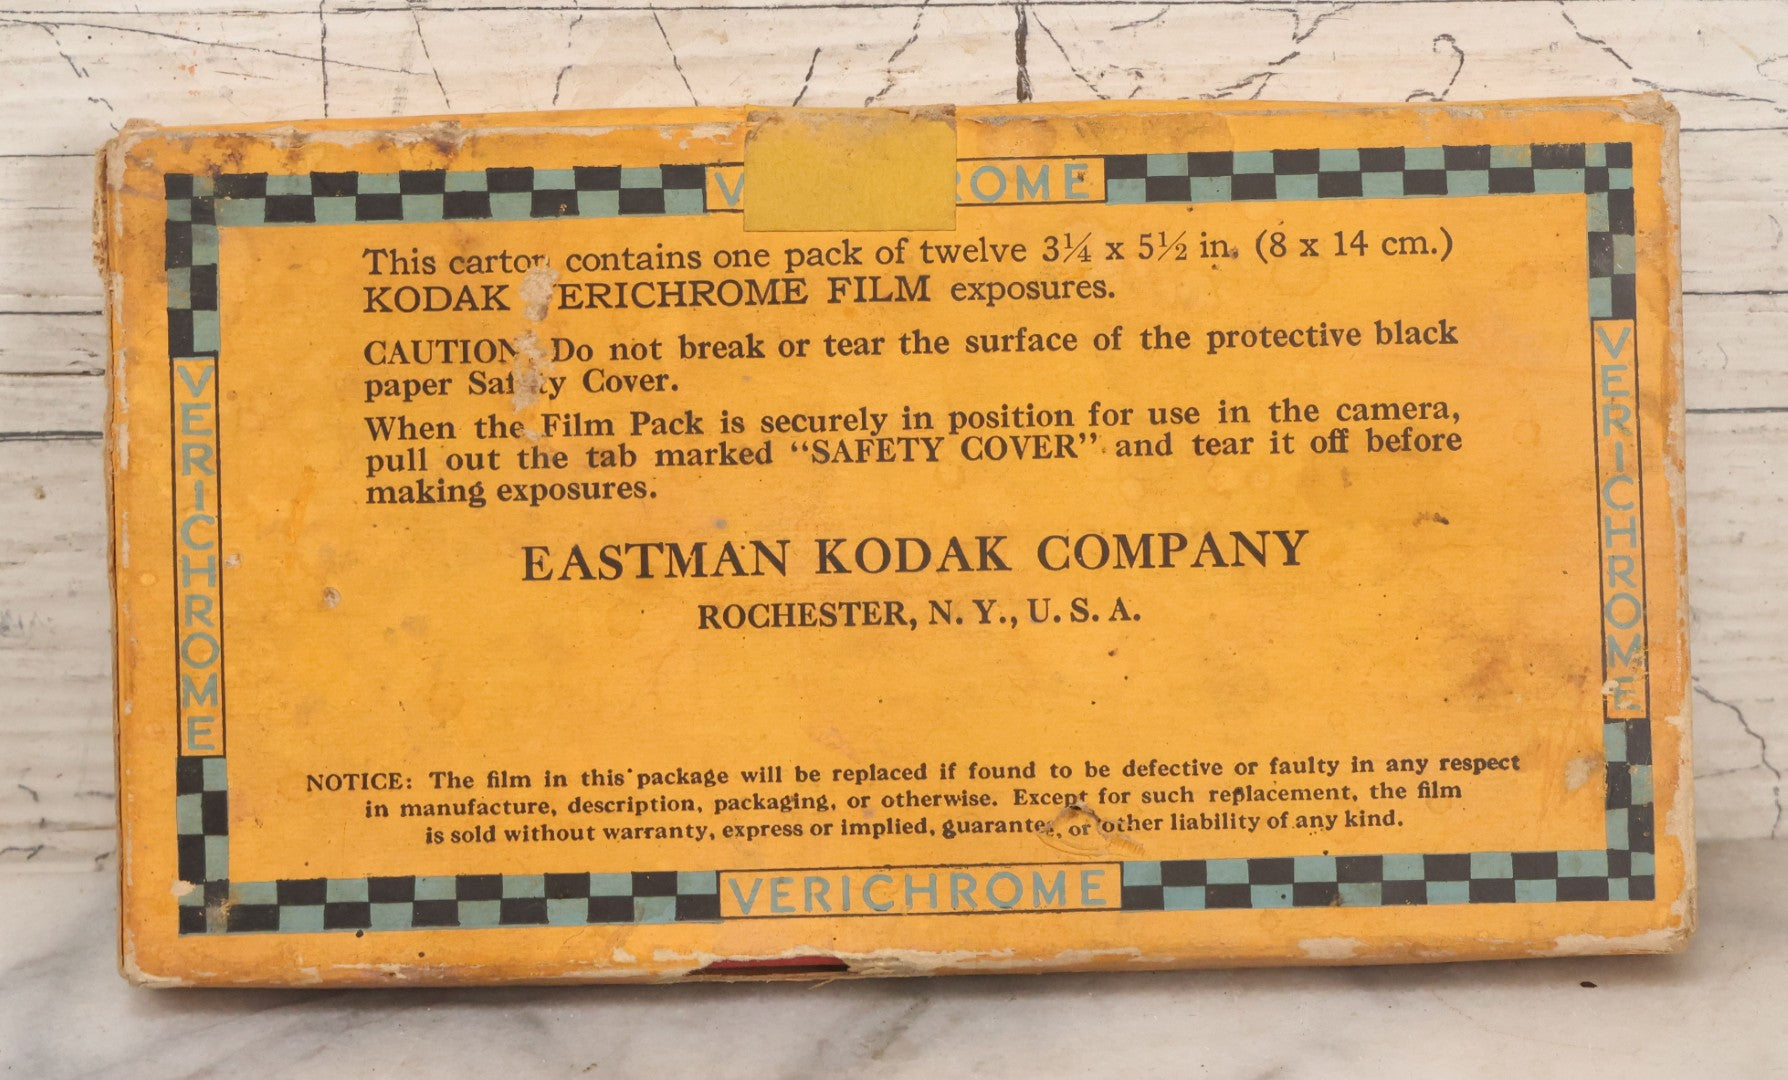 V ROME
This carton contains one pack of twelve 3¼ x 5½ in. (8 x 14 cm.)
KODAK VERICHROME FILM exposures.
CAUTION. Do not break or tear the surface of the protective black
paper Safety Cover.
When the Film Pack is securely in position for use in the camera,
pull out the tab marked “SAFETY COVER” and tear it off before
making exposures.
EASTMAN KODAK COMPANY
ROCHESTER, N. Y., U. S. A.
NOTICE: The film in this package will be replaced if found to be defective or faulty in any respect
in manufacture, description, packaging, or otherwise. Except for such replacement, the film
is sold without warranty, express or implied, guarantee, or other liability of any kind.
VERICHROME
VERICHROME
VERICHROME